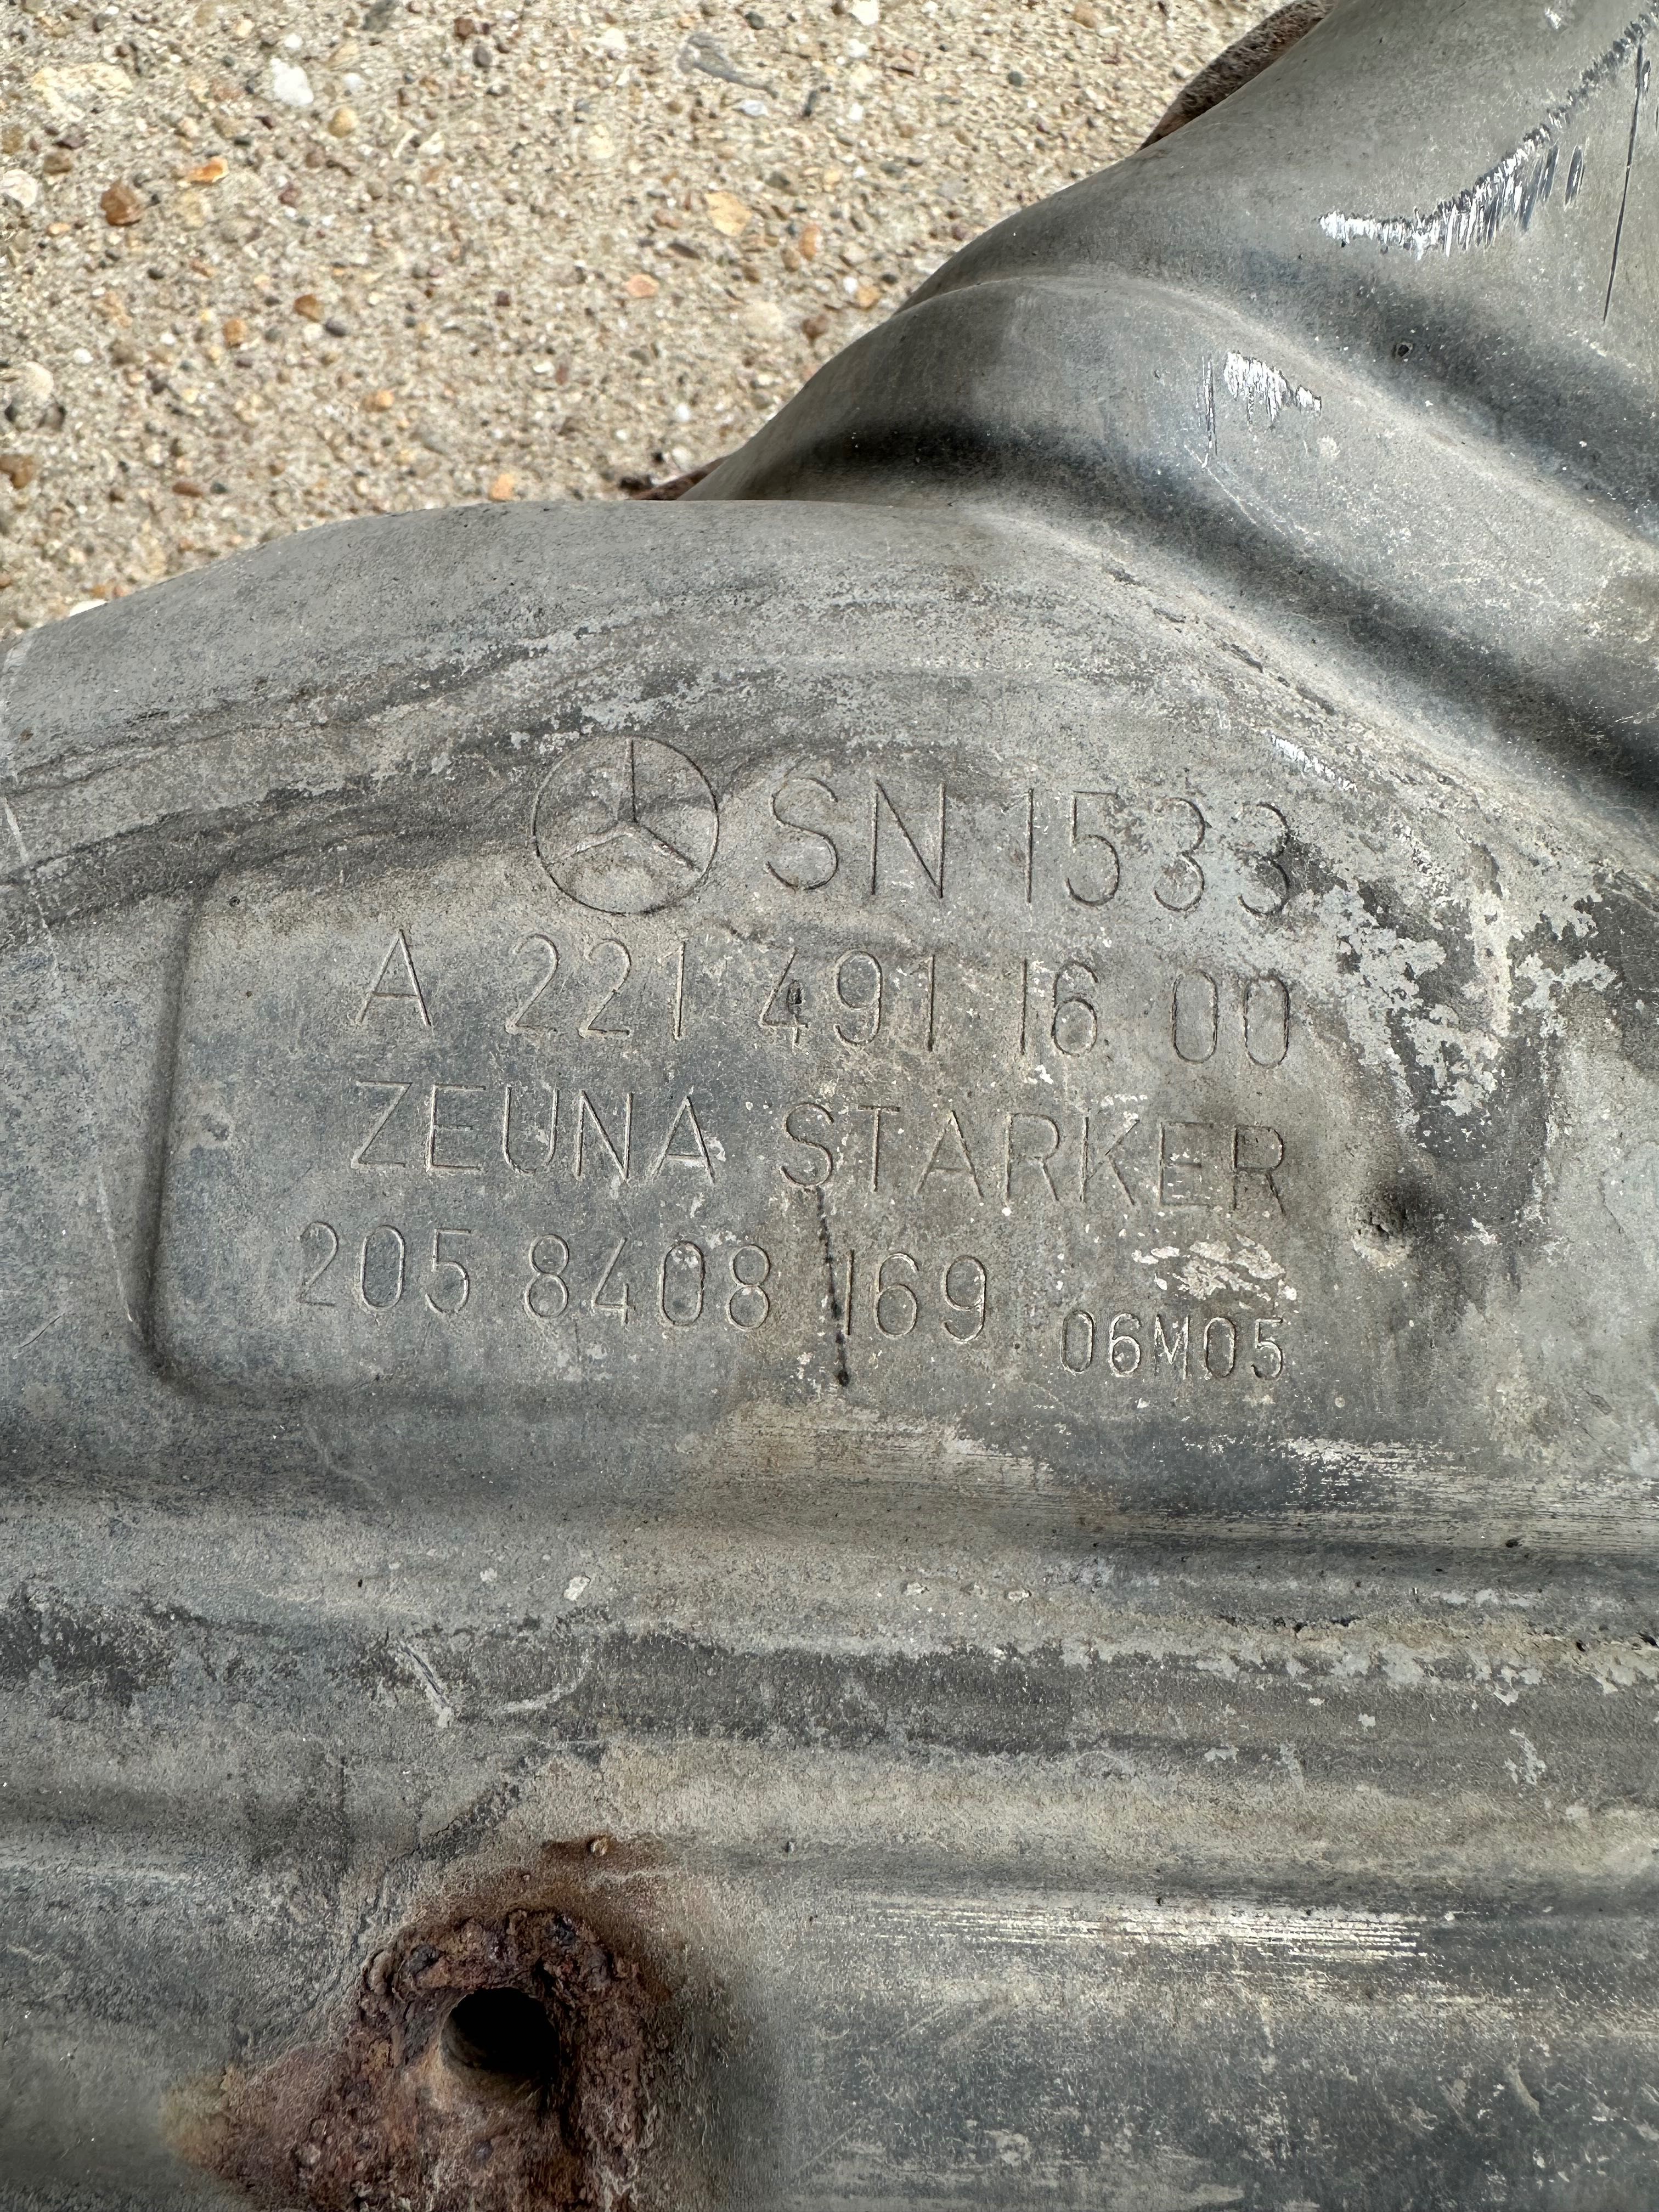 SN 1533
A 221 491 16 00
ZEUNA STARKER
205 8408 169 06M05